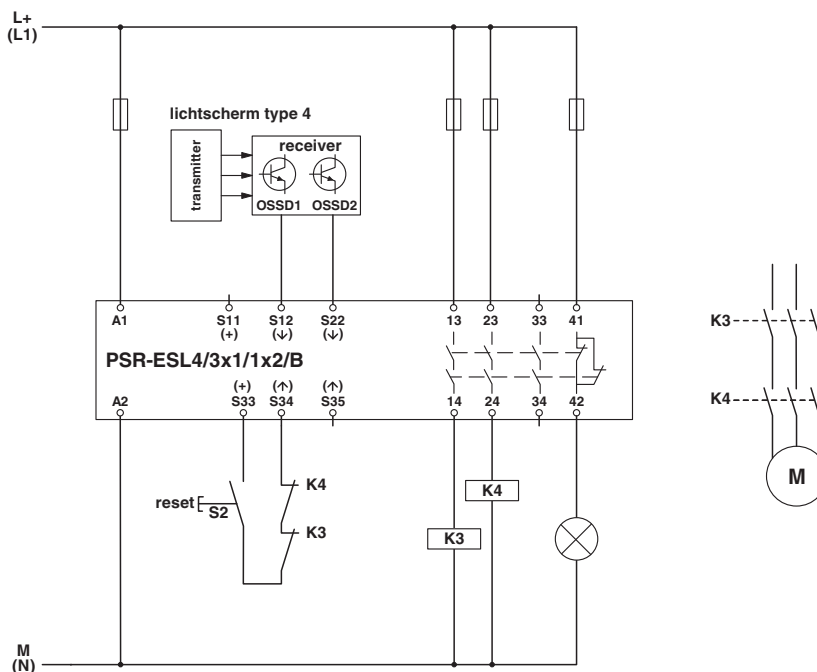 L+
(L1)
lichtscherm type 4
transmitter
receiver
OSSD1 OSSD2
A1 S11 S12 S22 13 23 33 41
(+) (↓) (↓)
PSR-ESL4/3x1/1x2/B
(+) (↑) (↑)
A2 S33 S34 S35 14 24 34 42
K3
K4
M
K4
K4
reset
S2
K3
K3
M
(N)